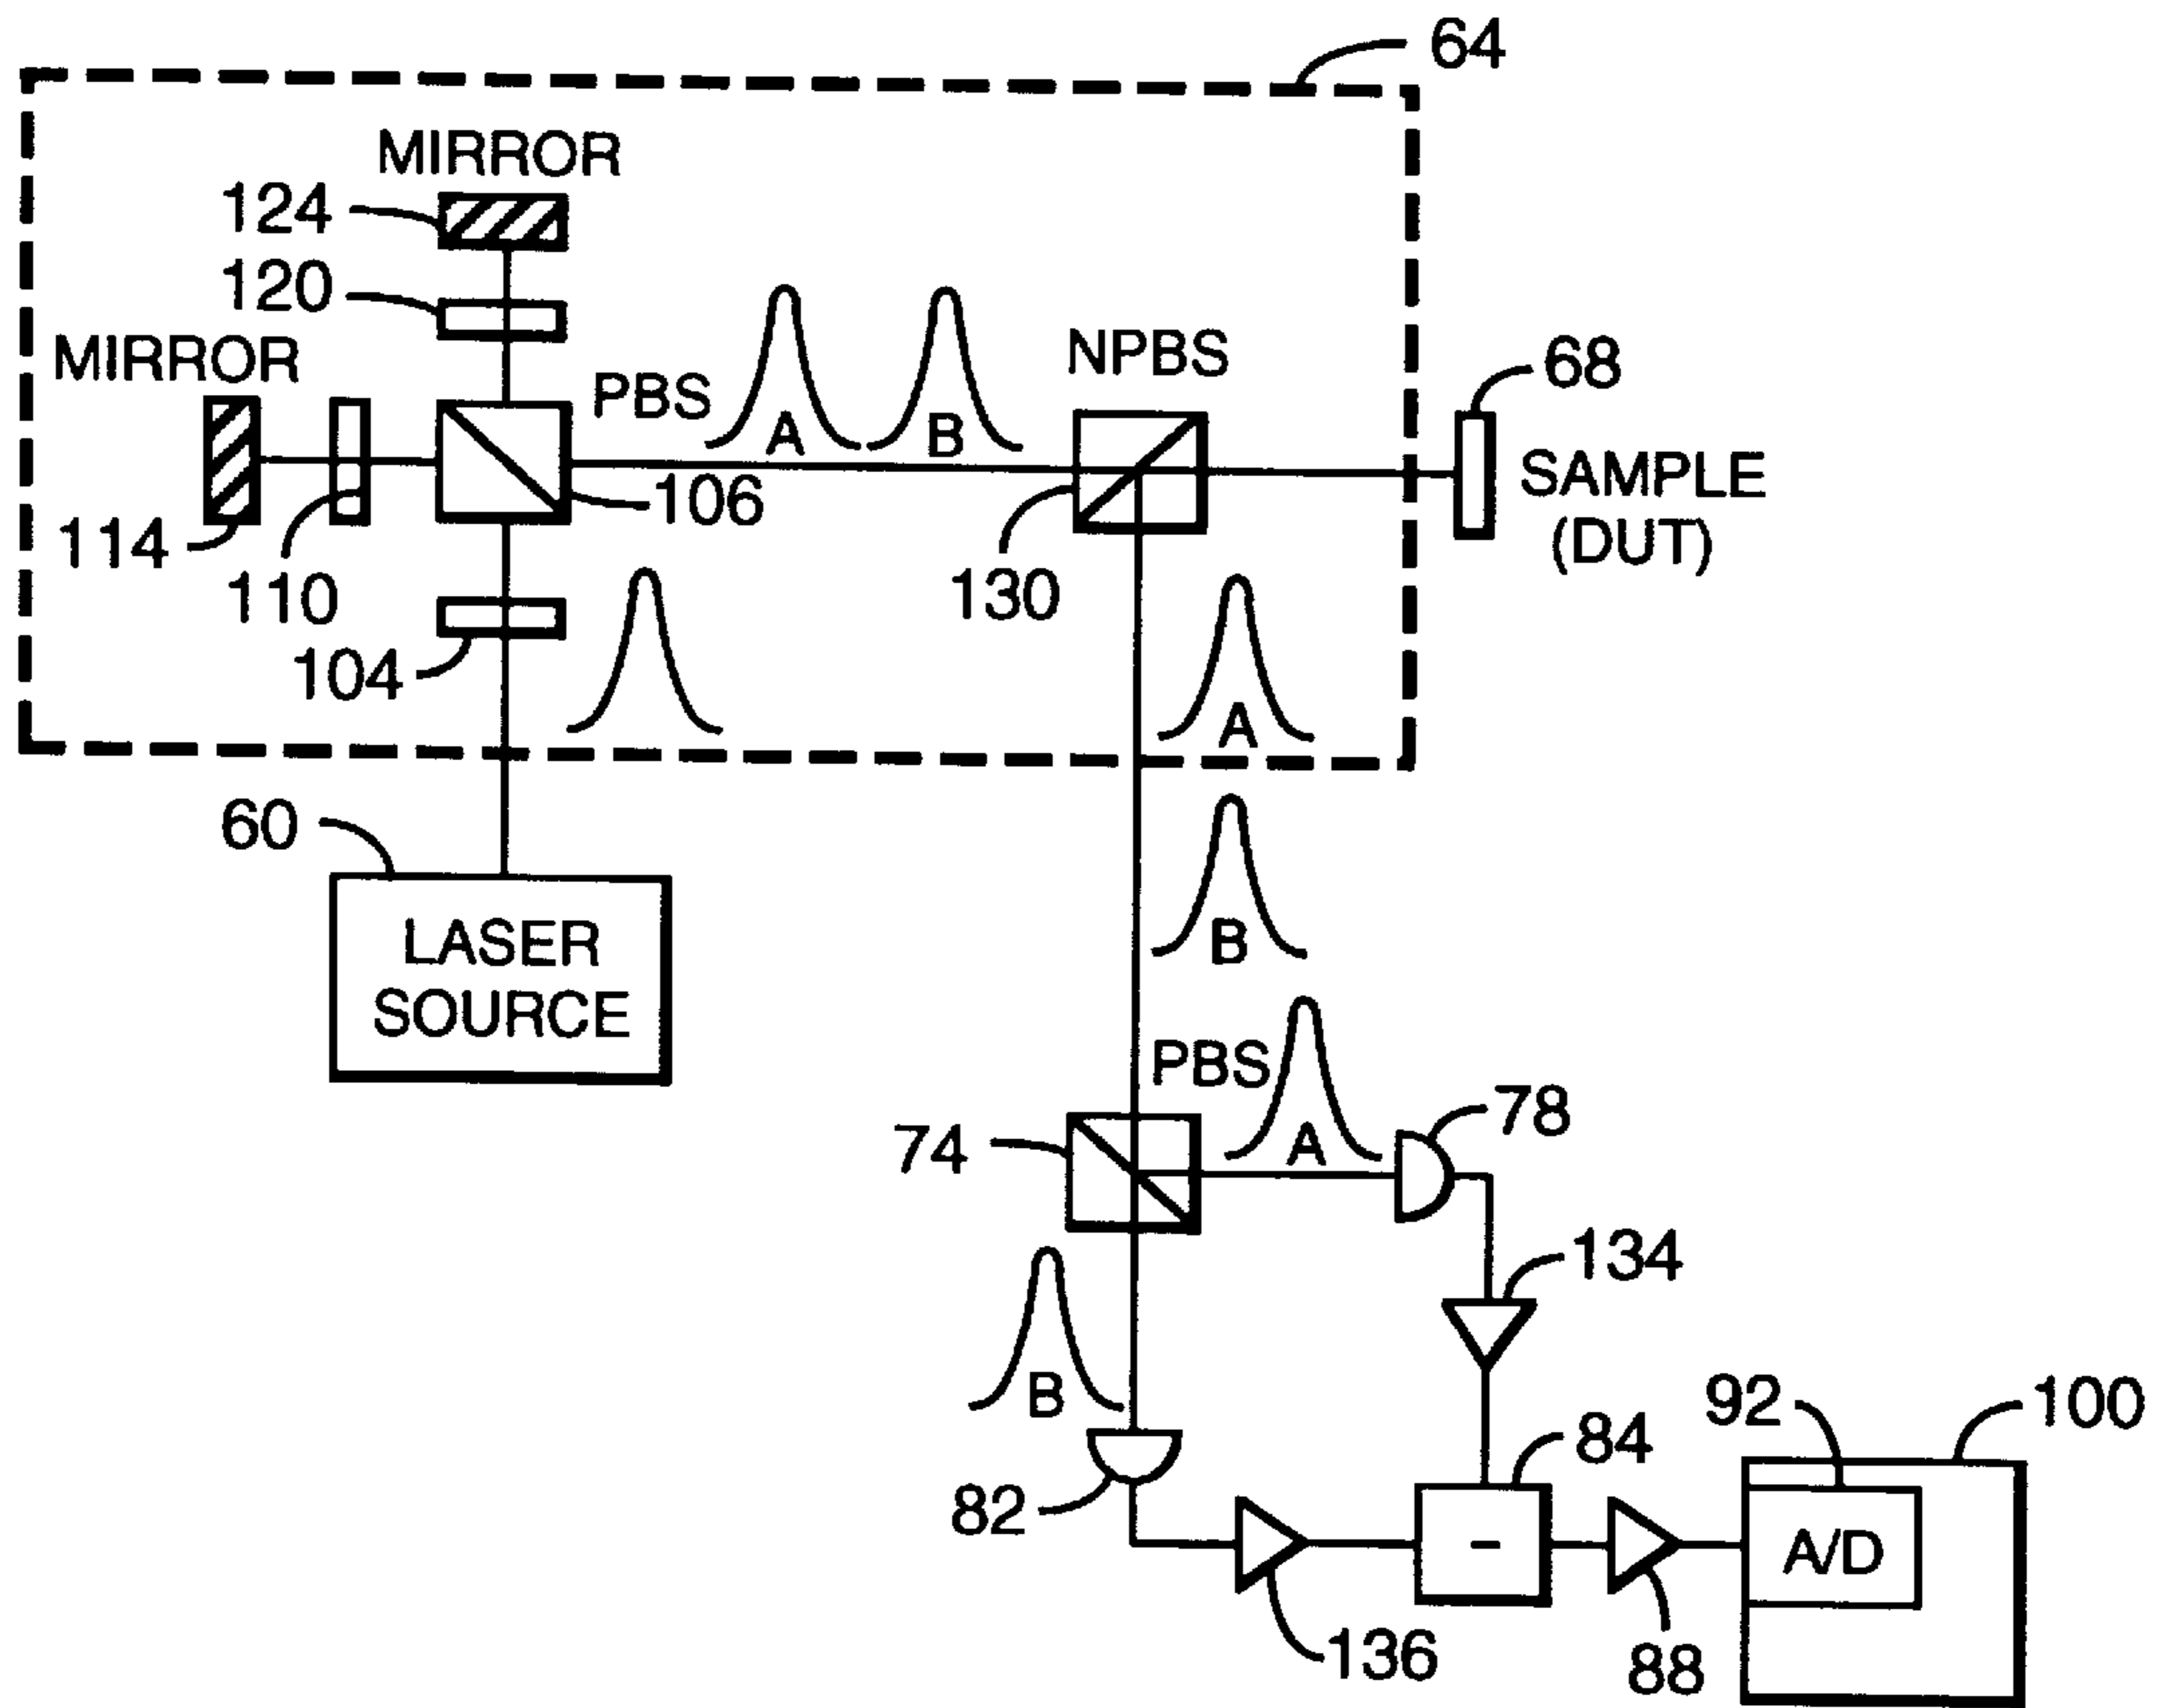 64
MIRROR
124
120
MIRROR
PBS
A
B
NPBS
68
SAMPLE
(DUT)
106
114
110
130
104
A
60
B
LASER
SOURCE
PBS
A
78
74
134
B
92
100
84
82
-
A/D
136
88